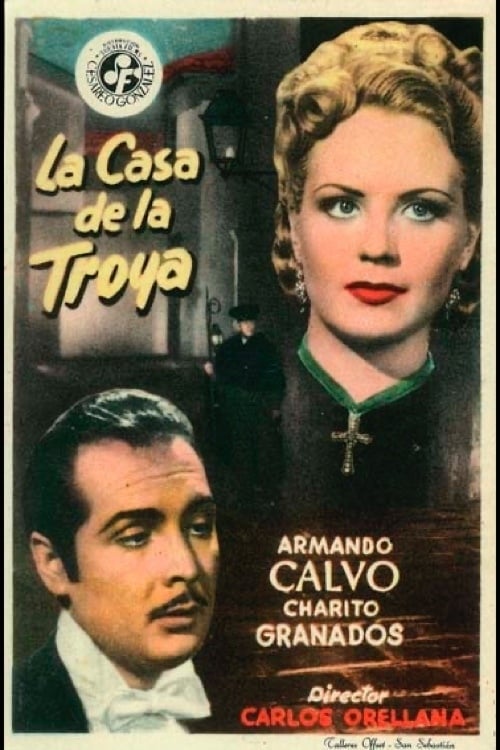 CESAREO GONZALEZ
La Casa
de la
Troya
ARMANDO
CALVO
CHARITO
GRANADOS
Director
CARLOS ORELLANA
Talleres Offset - San Sebastián